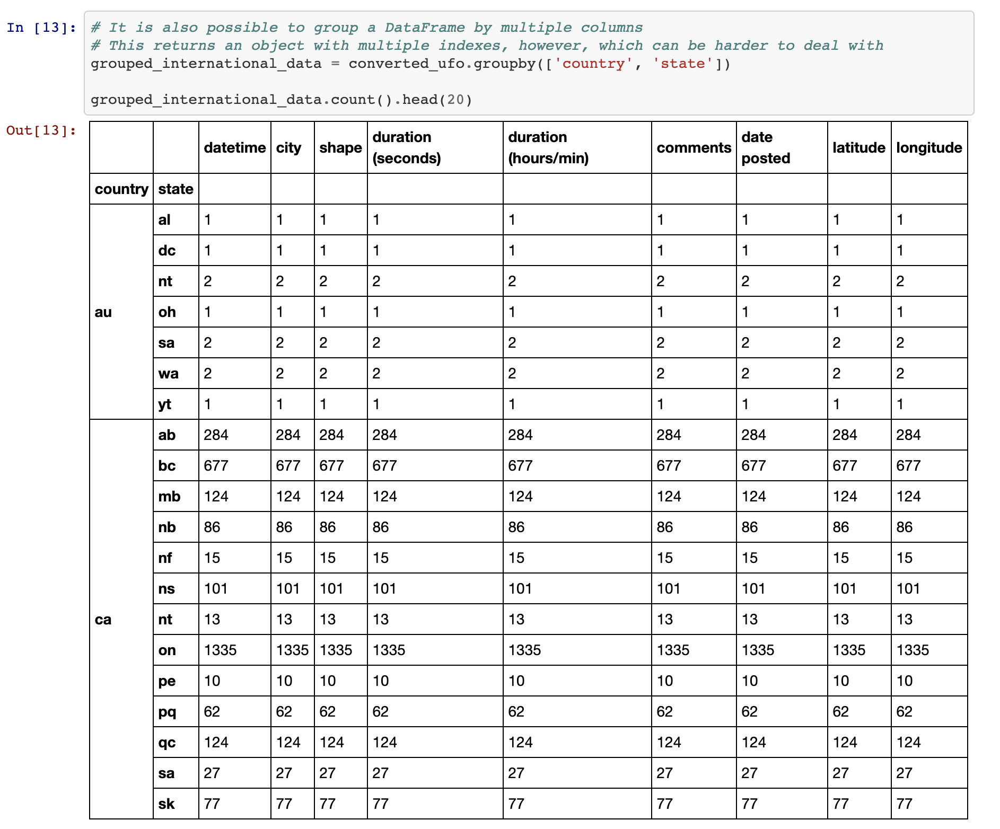 In [13]:
# It is also possible to group a DataFrame by multiple columns
# This returns an object with multiple indexes, however, which can be harder to deal with
grouped_international_data = converted_ufo.groupby(['country', 'state'])
grouped_international_data.count().head(20)
Out[13]:
datetime city shape duration (seconds) duration (hours/min) comments date posted latitude longitude
country state
au al 1 1 1 1 1 1 1 1 1
dc 1 1 1 1 1 1 1 1 1
nt 2 2 2 2 2 2 2 2 2
oh 1 1 1 1 1 1 1 1 1
sa 2 2 2 2 2 2 2 2 2
wa 2 2 2 2 2 2 2 2 2
yt 1 1 1 1 1 1 1 1 1
ca ab 284 284 284 284 284 284 284 284 284
bc 677 677 677 677 677 677 677 677 677
mb 124 124 124 124 124 124 124 124 124
nb 86 86 86 86 86 86 86 86 86
nf 15 15 15 15 15 15 15 15 15
ns 101 101 101 101 101 101 101 101 101
nt 13 13 13 13 13 13 13 13 13
on 1335 1335 1335 1335 1335 1335 1335 1335 1335
pe 10 10 10 10 10 10 10 10 10
pq 62 62 62 62 62 62 62 62 62
qc 124 124 124 124 124 124 124 124 124
sa 27 27 27 27 27 27 27 27 27
sk 77 77 77 77 77 77 77 77 77